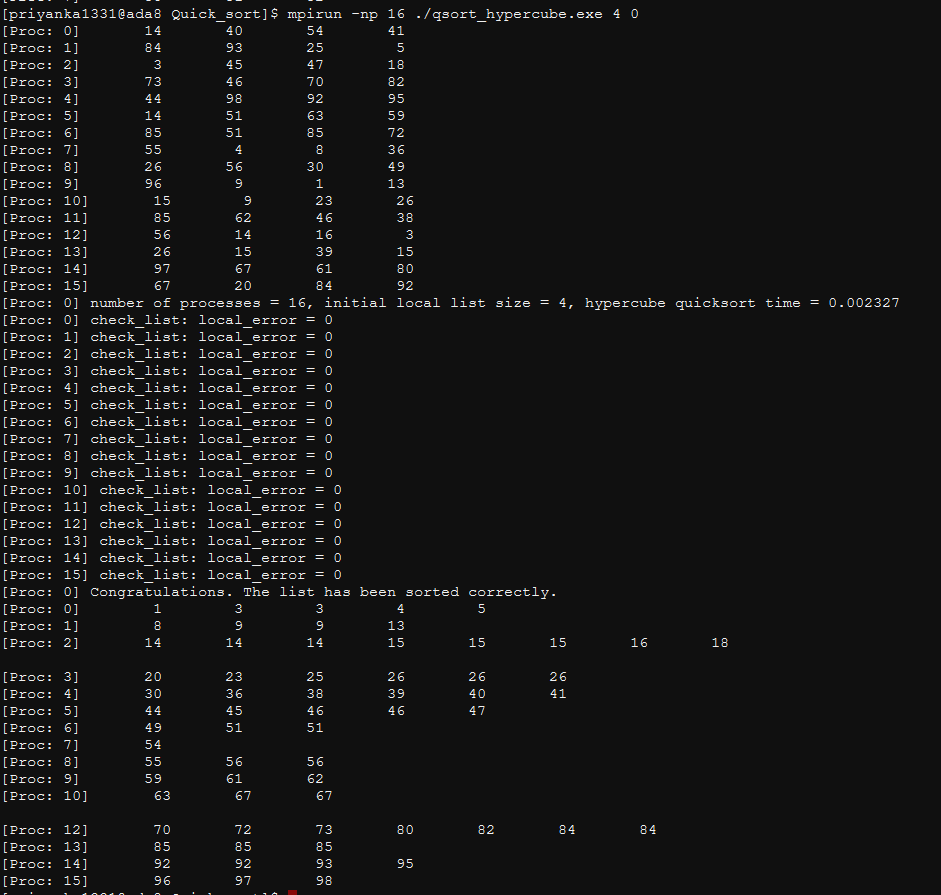 [priyanka1331@ada8 Quick_sort]$ mpirun -np 16 ./qsort_hypercube.exe 4 0
[Proc: 0] 14 40 54 41
[Proc: 1] 84 93 25 5
[Proc: 2] 3 45 47 18
[Proc: 3] 73 46 70 82
[Proc: 4] 44 98 92 95
[Proc: 5] 14 51 63 59
[Proc: 6] 85 51 85 72
[Proc: 7] 55 4 8 36
[Proc: 8] 26 56 30 49
[Proc: 9] 96 9 1 13
[Proc: 10] 15 9 23 26
[Proc: 11] 85 62 46 38
[Proc: 12] 56 14 16 3
[Proc: 13] 26 15 39 15
[Proc: 14] 97 67 61 80
[Proc: 15] 67 20 84 92
[Proc: 0] number of processes = 16, initial local list size = 4, hypercube quicksort time = 0.002327
[Proc: 0] check_list: local_error = 0
[Proc: 1] check_list: local_error = 0
[Proc: 2] check_list: local_error = 0
[Proc: 3] check_list: local_error = 0
[Proc: 4] check_list: local_error = 0
[Proc: 5] check_list: local_error = 0
[Proc: 6] check_list: local_error = 0
[Proc: 7] check_list: local_error = 0
[Proc: 8] check_list: local_error = 0
[Proc: 9] check_list: local_error = 0
[Proc: 10] check_list: local_error = 0
[Proc: 11] check_list: local_error = 0
[Proc: 12] check_list: local_error = 0
[Proc: 13] check_list: local_error = 0
[Proc: 14] check_list: local_error = 0
[Proc: 15] check_list: local_error = 0
[Proc: 0] Congratulations. The list has been sorted correctly.
[Proc: 0] 1 3 3 4 5
[Proc: 1] 8 9 9 13
[Proc: 2] 14 14 14 15 15 15 16 18
[Proc: 3] 20 23 25 26 26 26
[Proc: 4] 30 36 38 39 40 41
[Proc: 5] 44 45 46 46 47
[Proc: 6] 49 51 51
[Proc: 7] 54
[Proc: 8] 55 56 56
[Proc: 9] 59 61 62
[Proc: 10] 63 67 67
[Proc: 12] 70 72 73 80 82 84 84
[Proc: 13] 85 85 85
[Proc: 14] 92 92 93 95
[Proc: 15] 96 97 98